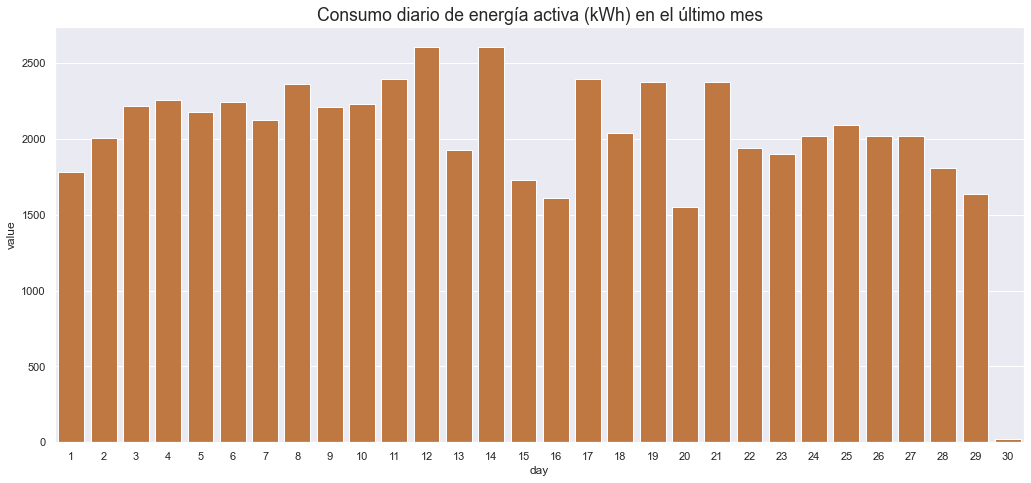 Consumo diario de energía activa (kWh) en el último mes
2500
2000
1500
1000
500
0
value
1 2 3 4 5 6 7 8 9 10 11 12 13 14 15 16 17 18 19 20 21 22 23 24 25 26 27 28 29 30
day